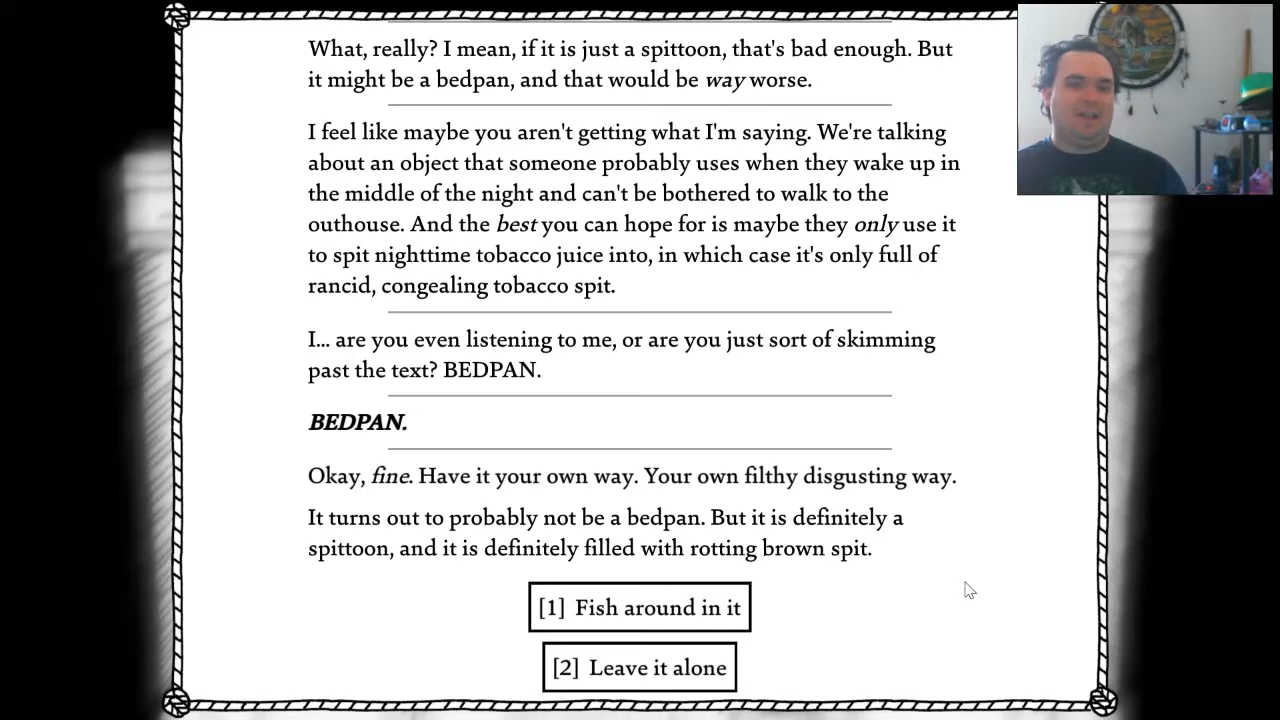 What, really? I mean, if it is just a spittoon, that's bad enough. But
it might be a bedpan, and that would be way worse.
I feel like maybe you aren't getting what I'm saying. We're talking
about an object that someone probably uses when they wake up in
the middle of the night and can't be bothered to walk to the
outhouse. And the best you can hope for is maybe they only use it
to spit nighttime tobacco juice into, in which case it's only full of
rancid, congealing tobacco spit.
I... are you even listening to me, or are you just sort of skimming
past the text? BEDPAN.
BEDPAN.
Okay, fine. Have it your own way. Your own filthy disgusting way.
It turns out to probably not be a bedpan. But it is definitely a
spittoon, and it is definitely filled with rotting brown spit.
[1] Fish around in it
[2] Leave it alone